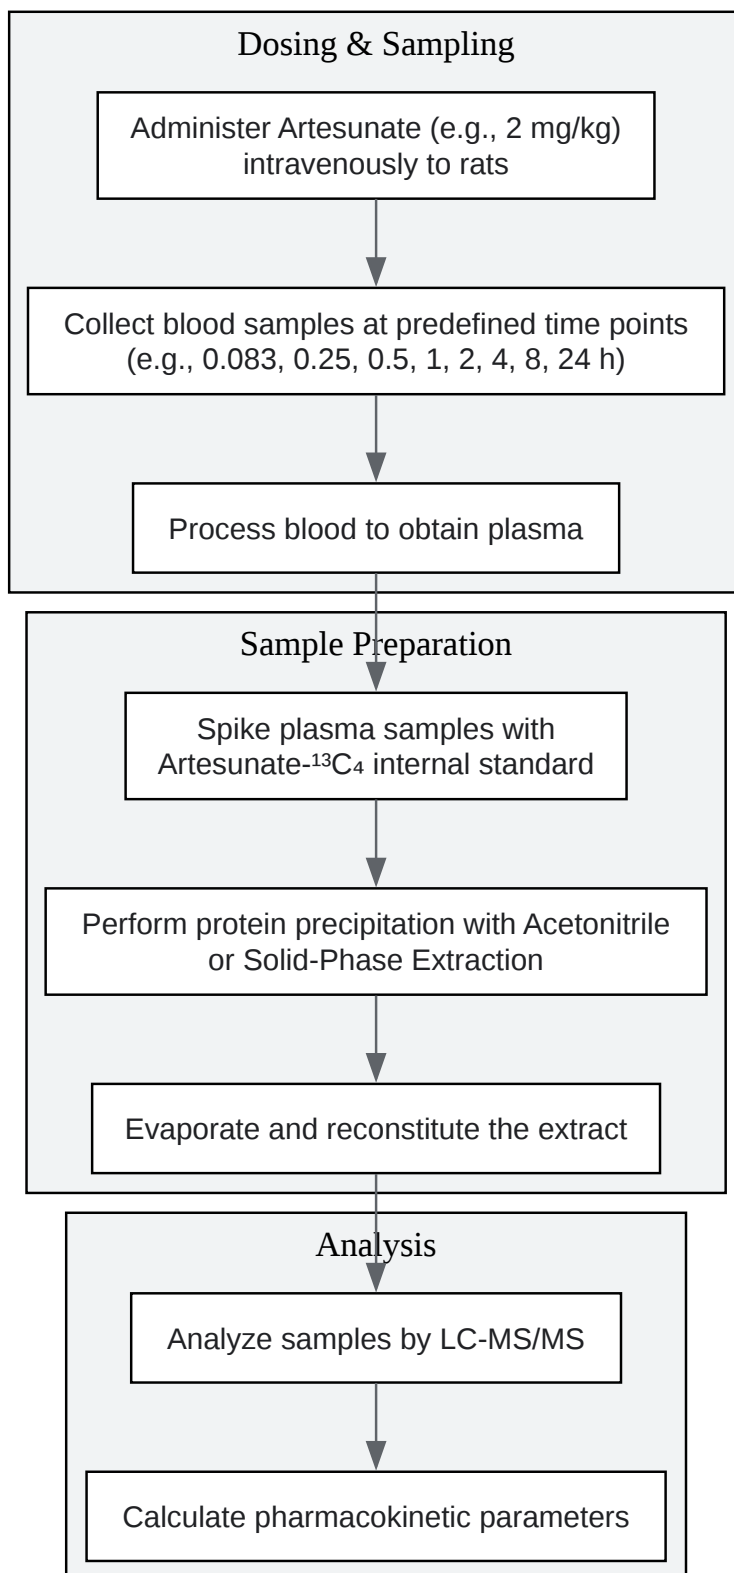 Dosing & Sampling
Administer Artesunate (e.g., 2 mg/kg)
intravenously to rats
Collect blood samples at predefined time points
(e.g., 0.083, 0.25, 0.5, 1, 2, 4, 8, 24 h)
Process blood to obtain plasma
Sample Preparation
Spike plasma samples with
Artesunate-¹³C₄ internal standard
Perform protein precipitation with Acetonitrile
or Solid-Phase Extraction
Evaporate and reconstitute the extract
Analysis
Analyze samples by LC-MS/MS
Calculate pharmacokinetic parameters